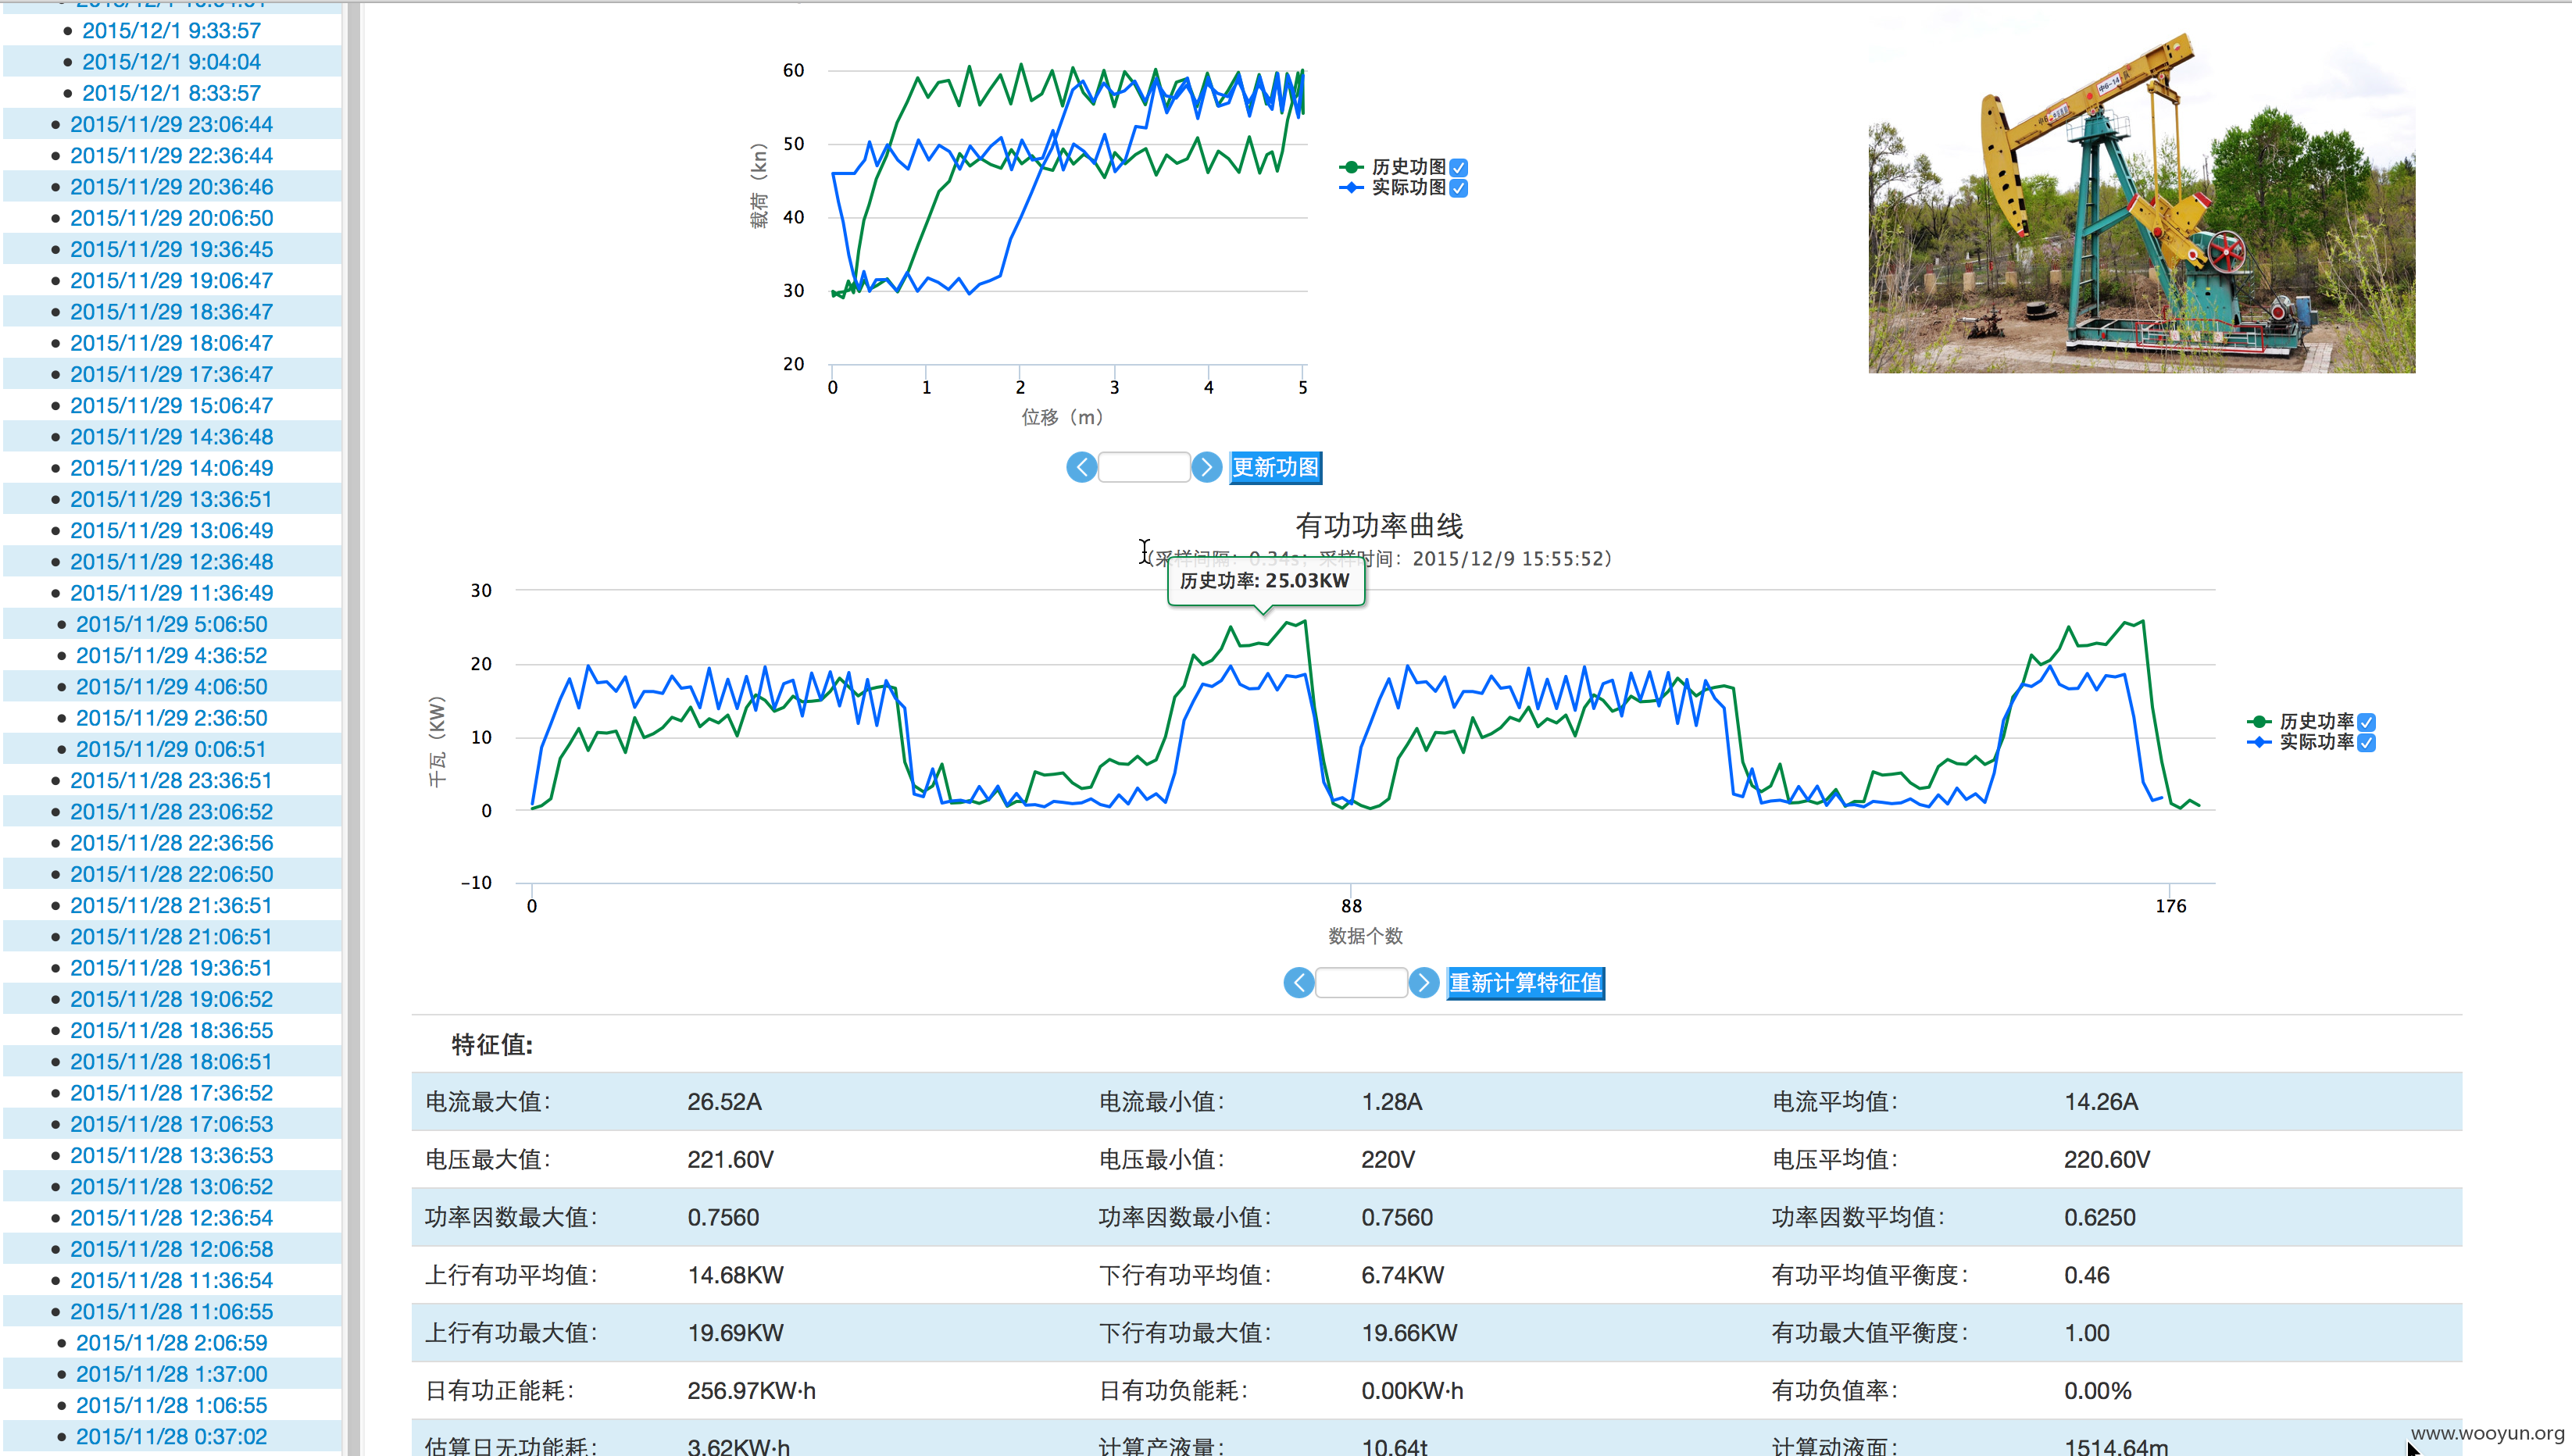 2015/12/1 9:33:57
2015/12/1 9:04:04
2015/12/1 8:33:57
2015/11/29 23:06:44
2015/11/29 22:36:44
2015/11/29 20:36:46
2015/11/29 20:06:50
2015/11/29 19:36:45
2015/11/29 19:06:47
2015/11/29 18:36:47
2015/11/29 18:06:47
2015/11/29 17:36:47
2015/11/29 15:06:47
2015/11/29 14:36:48
2015/11/29 14:06:49
2015/11/29 13:36:51
2015/11/29 13:06:49
2015/11/29 12:36:48
2015/11/29 11:36:49
2015/11/29 5:06:50
2015/11/29 4:36:52
2015/11/29 4:06:50
2015/11/29 2:36:50
2015/11/29 0:06:51
2015/11/28 23:36:51
2015/11/28 23:06:52
2015/11/28 22:36:56
2015/11/28 22:06:50
2015/11/28 21:36:51
2015/11/28 21:06:51
2015/11/28 19:36:51
2015/11/28 19:06:52
2015/11/28 18:36:55
2015/11/28 18:06:51
2015/11/28 17:36:52
2015/11/28 17:06:53
2015/11/28 13:36:53
2015/11/28 13:06:52
2015/11/28 12:36:54
2015/11/28 12:06:58
2015/11/28 11:36:54
2015/11/28 11:06:55
2015/11/28 2:06:59
2015/11/28 1:37:00
2015/11/28 1:06:55
2015/11/28 0:37:02
60
50
40
30
20
载荷（kn）
0 1 2 3 4 5
位移（m）
历史功图
实际功图
更新功图
有功功率曲线
（采样间隔：0.34s；采样时间：2015/12/9 15:55:52）
历史功率: 25.03KW
30
20
10
0
-10
千瓦（KW）
0 88 176
数据个数
历史功率
实际功率
重新计算特征值
特征值:
电流最大值： 26.52A 电流最小值： 1.28A 电流平均值： 14.26A
电压最大值： 221.60V 电压最小值： 220V 电压平均值： 220.60V
功率因数最大值： 0.7560 功率因数最小值： 0.7560 功率因数平均值： 0.6250
上行有功平均值： 14.68KW 下行有功平均值： 6.74KW 有功平均值平衡度： 0.46
上行有功最大值： 19.69KW 下行有功最大值： 19.66KW 有功最大值平衡度： 1.00
日有功正能耗： 256.97KW·h 日有功负能耗： 0.00KW·h 有功负值率： 0.00%
估算日无功能耗： 3.62KW·h 计算产液量： 10.64t 计算动液面： 1514.64m
www.wooyun.org